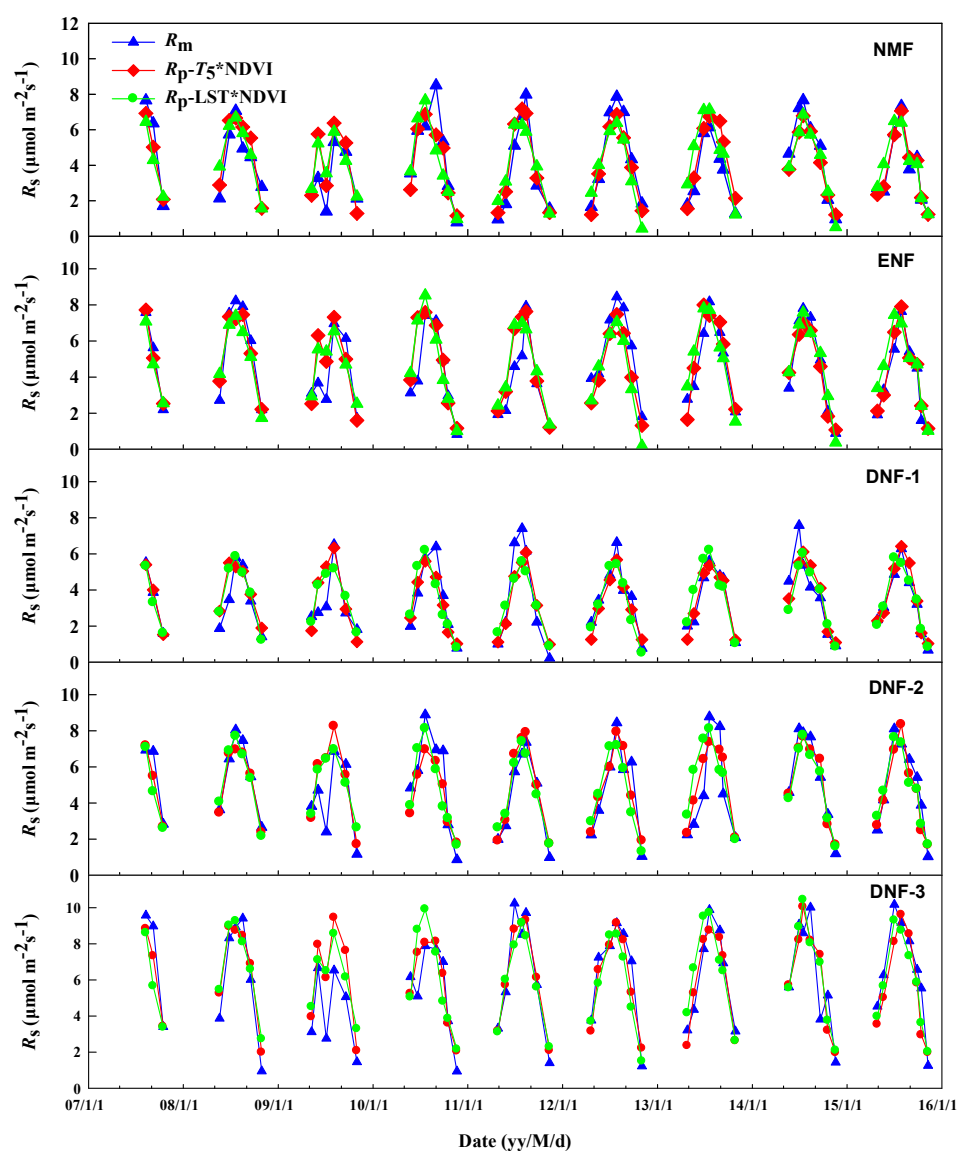 12
10
8
6
4
2
0
Rₛ (μmol m⁻²s⁻¹)
Rm
Rp-T5*NDVI
Rp-LST*NDVI
NMF
10
8
6
4
2
0
Rₛ (μmol m⁻²s⁻¹)
ENF
10
8
6
4
2
0
Rₛ (μmol m⁻²s⁻¹)
DNF-1
10
8
6
4
2
0
Rₛ (μmol m⁻²s⁻¹)
DNF-2
10
8
6
4
2
0
Rₛ (μmol m⁻²s⁻¹)
DNF-3
07/1/1 08/1/1 09/1/1 10/1/1 11/1/1 12/1/1 13/1/1 14/1/1 15/1/1 16/1/1
Date (yy/M/d)